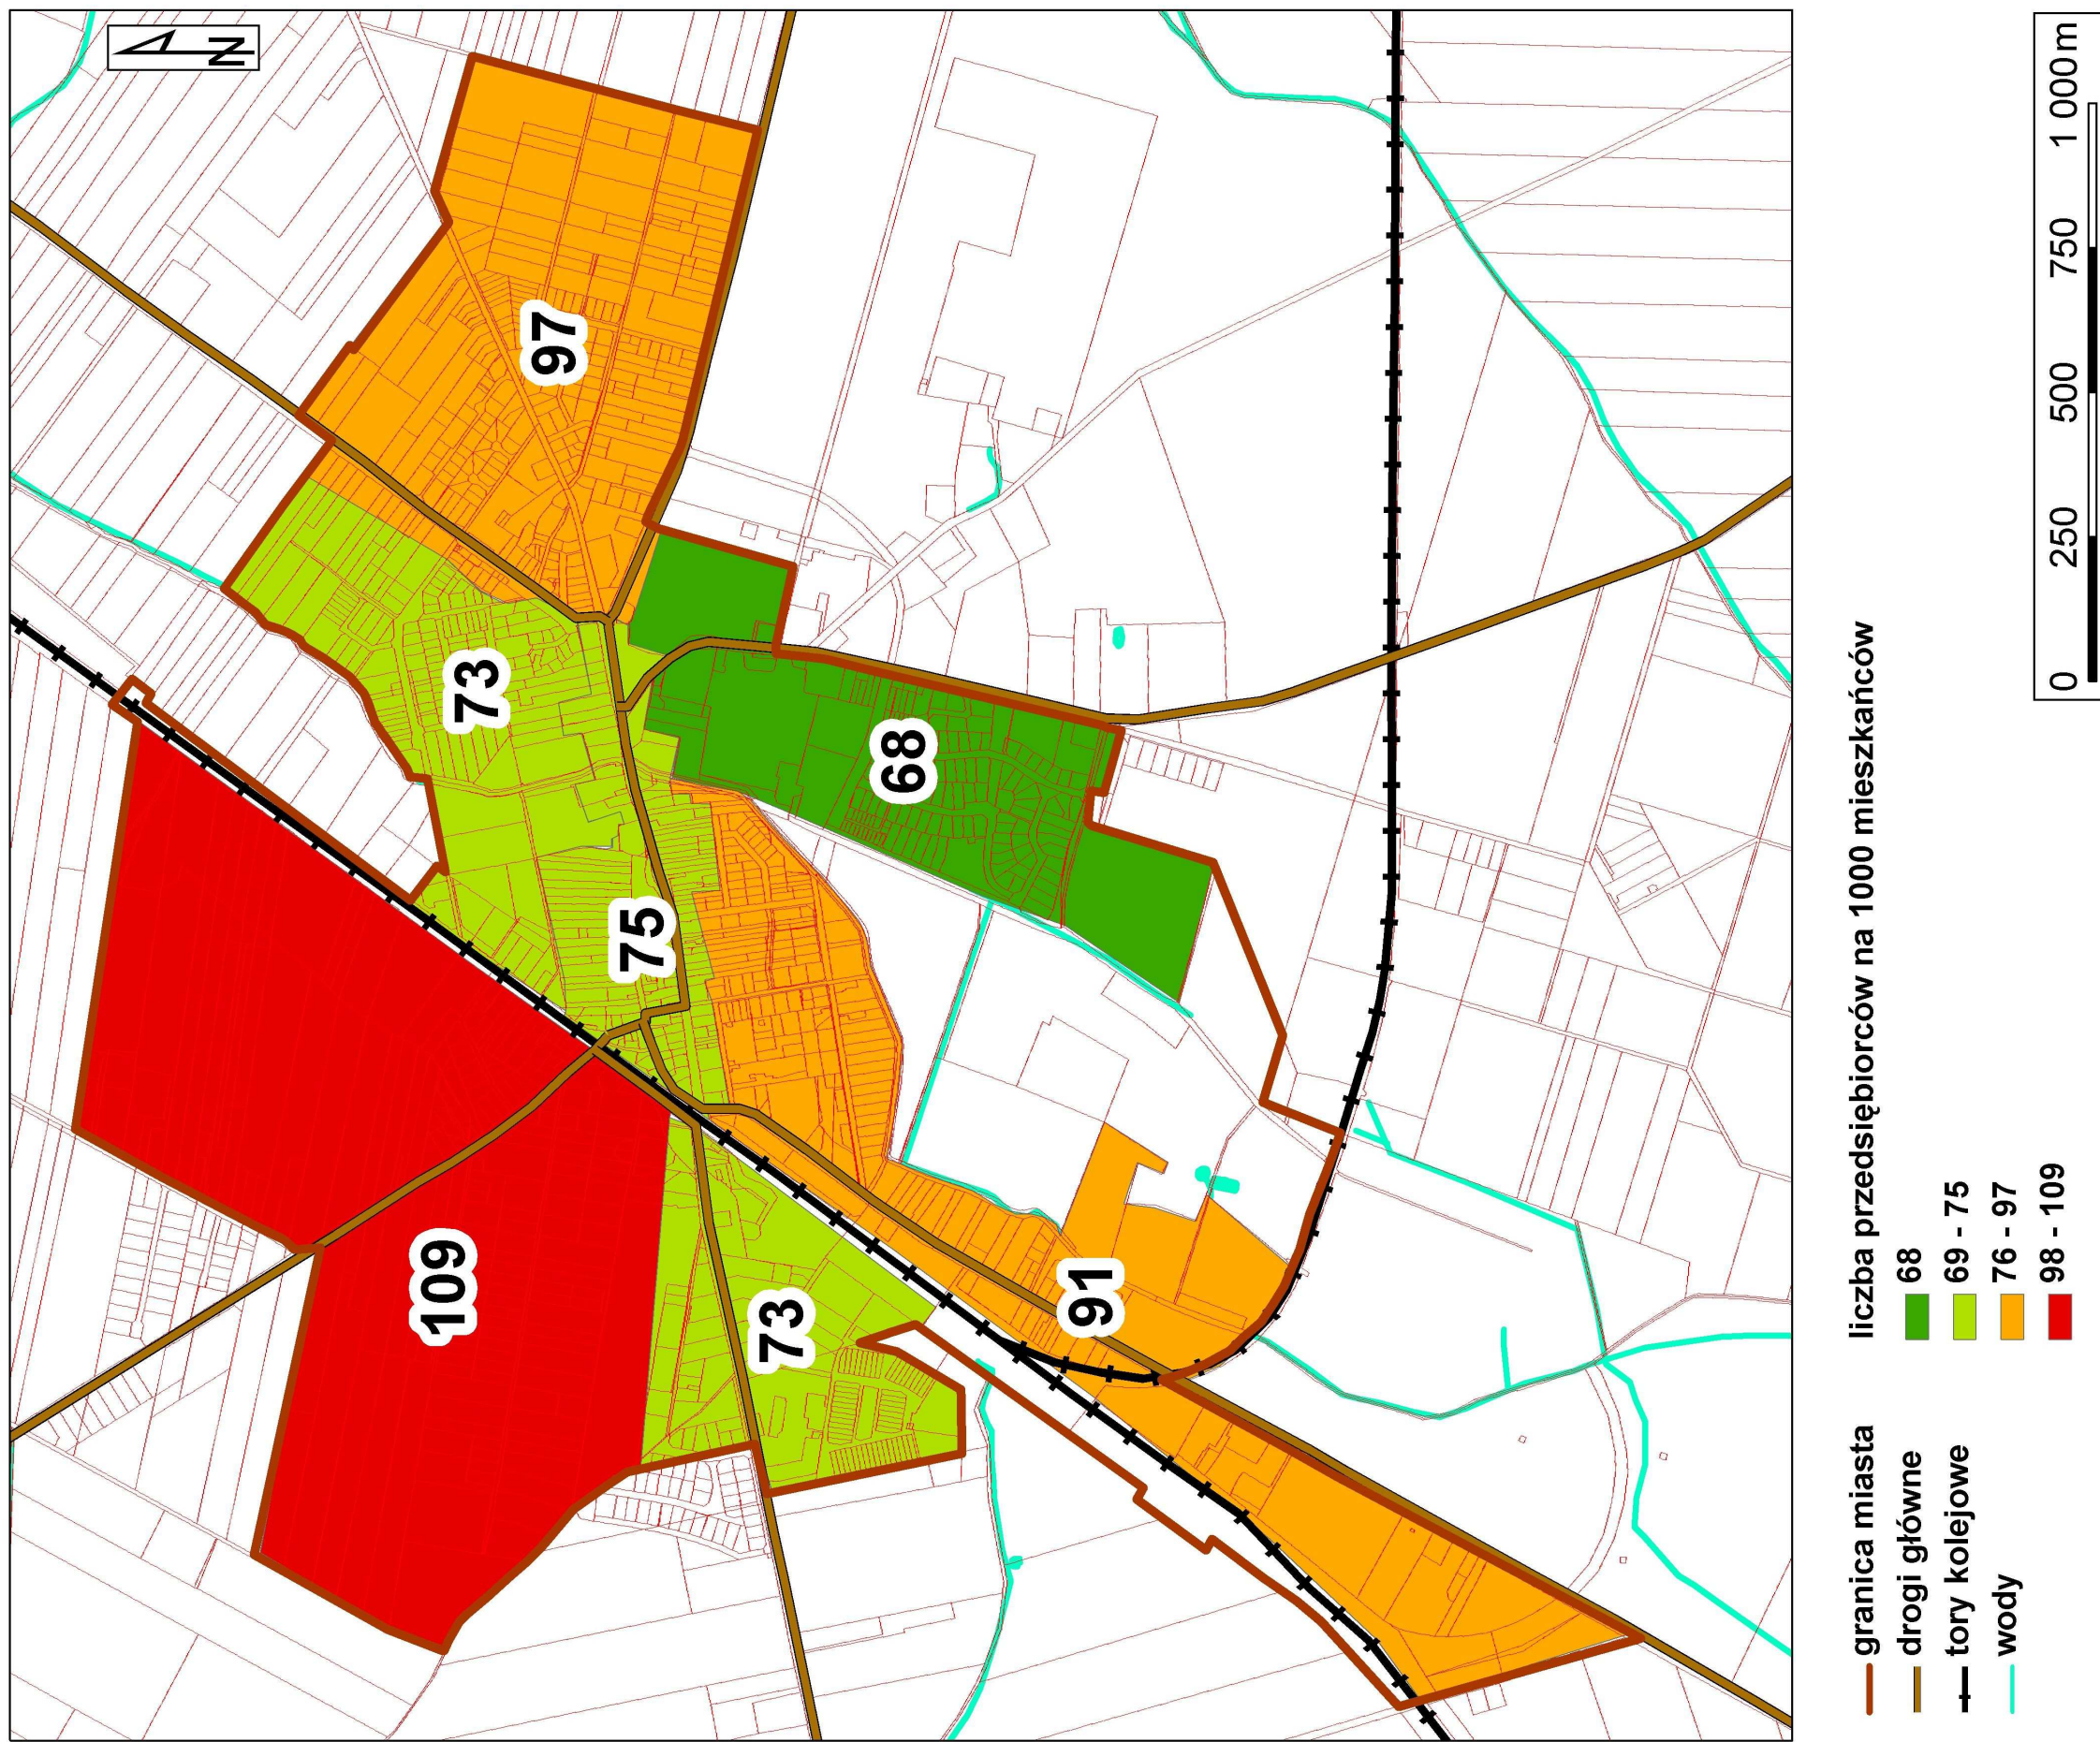 N
97
73
68
75
109
73
91
granica miasta
drogi główne
tory kolejowe
wody
liczba przedsiębiorców na 1000 mieszkańców
68
69 - 75
76 - 97
98 - 109
0 250 500 750 1 000 m